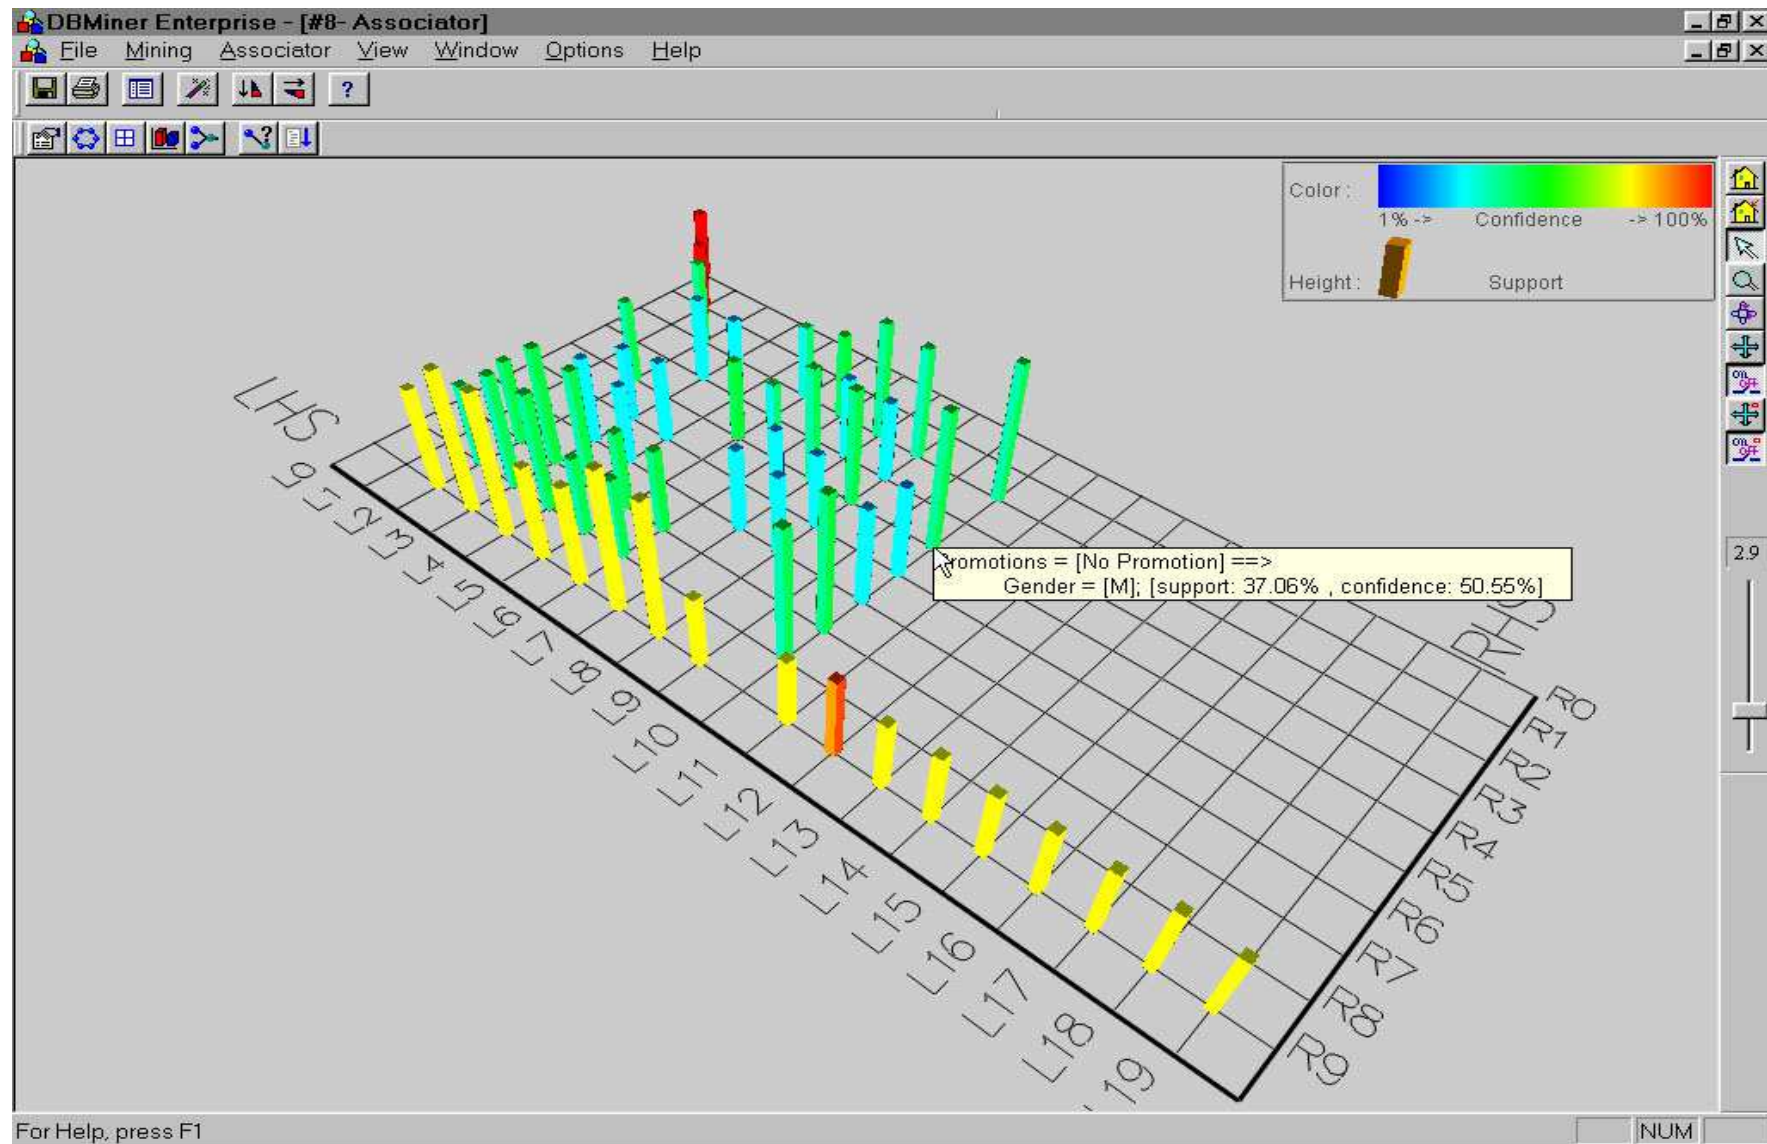 DBMiner Enterprise - [#8- Associator]
File Mining Associator View Window Options Help
?
?
Color :
1% -> Confidence -> 100%
Height : Support
2.9
LHS
RHS
romotions = [No Promotion] ==>
Gender = [M]; [support: 37.06% , confidence: 50.55%]
L1
L2
L3
L4
L5
L6
L7
L8
L9
L10
L11
L12
L13
L14
L15
L16
L17
L18
19
R0
R1
R2
R3
R4
R5
R6
R7
R8
R9
For Help, press F1
NUM